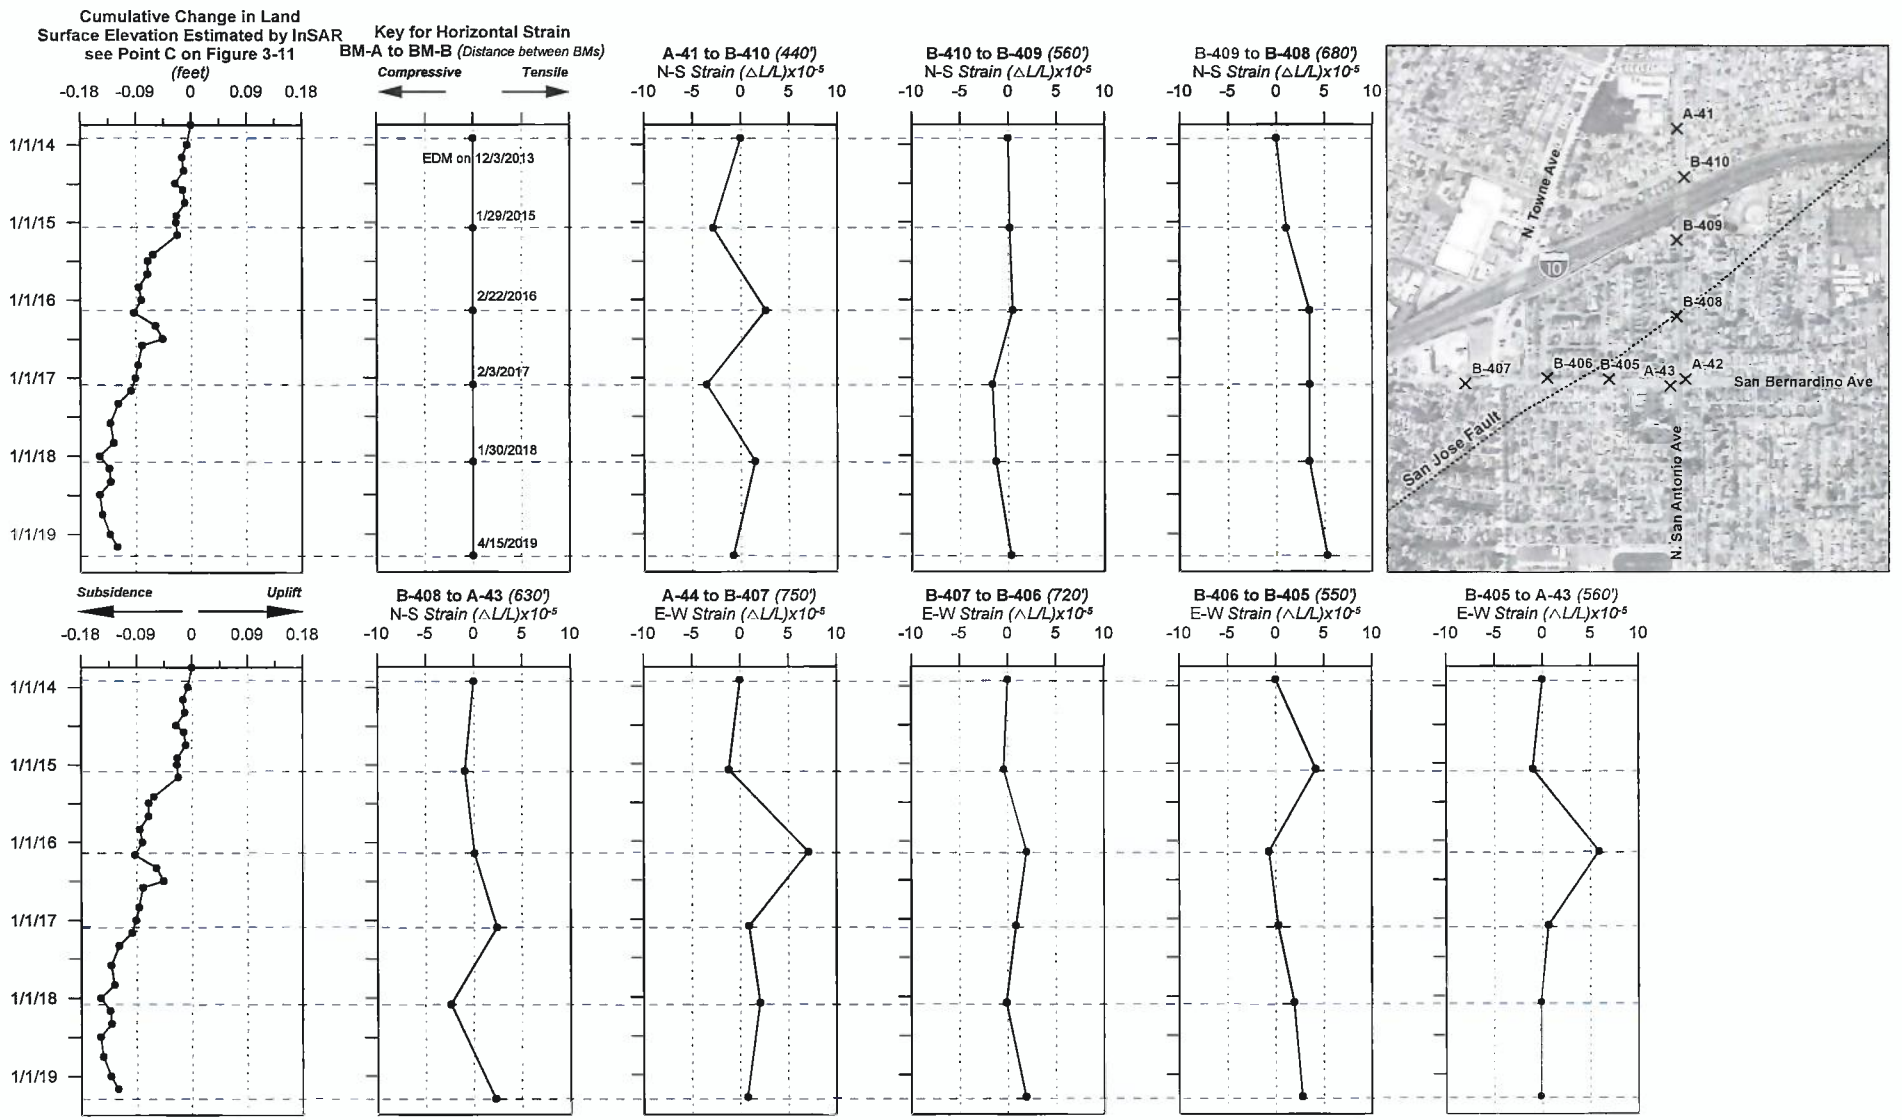 Cumulative Change in Land
Surface Elevation Estimated by InSAR
see Point C on Figure 3-11
(feet)
-0.18 -0.09 0 0.09 0.18
Key for Horizontal Strain
BM-A to BM-B (Distance between BMs)
Compressive Tensile
A-41 to B-410 (440')
N-S Strain (△L/L)x10-5
-10 -5 0 5 10
B-410 to B-409 (560')
N-S Strain (△L/L)x10-5
-10 -5 0 5 10
B-409 to B-408 (680')
N-S Strain (△L/L)x10-5
-10 -5 0 5 10
1/1/14
1/1/15
1/1/16
1/1/17
1/1/18
1/1/19
EDM on 12/3/2013
1/29/2015
2/22/2016
2/3/2017
1/30/2018
4/15/2019
A-41
B-410
N. Towne Ave
B-409
10
B-408
B-407
B-406
B-405
A-43
A-42
San Bernardino Ave
San Jose Fault
N. San Antonio Ave
Subsidence Uplift
-0.18 -0.09 0 0.09 0.18
B-408 to A-43 (630')
N-S Strain (△L/L)x10-5
-10 -5 0 5 10
A-44 to B-407 (750')
E-W Strain (△L/L)x10-5
-10 -5 0 5 10
B-407 to B-406 (720')
E-W Strain (△L/L)x10-5
-10 -5 0 5 10
B-406 to B-405 (550')
E-W Strain (△L/L)x10-5
-10 -5 0 5 10
B-405 to A-43 (560')
E-W Strain (△L/L)x10-5
-10 -5 0 5 10
1/1/14
1/1/15
1/1/16
1/1/17
1/1/18
1/1/19